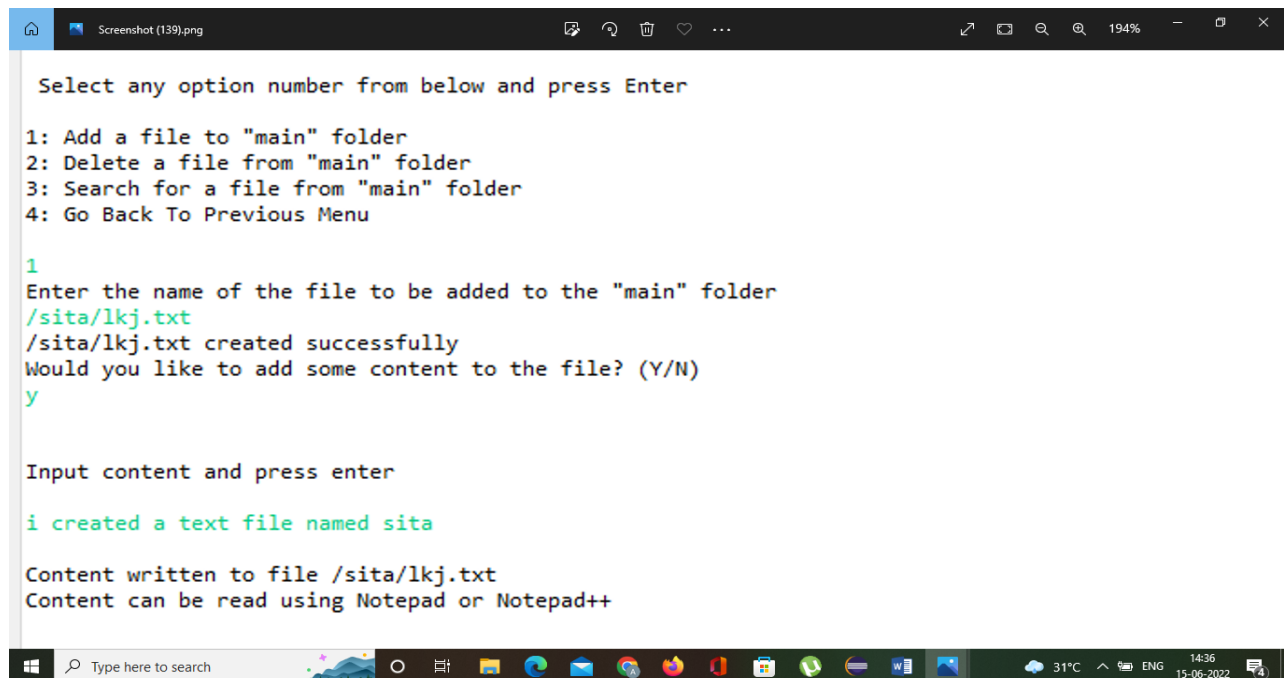 Screenshot (139).png
194%
Select any option number from below and press Enter
1: Add a file to "main" folder
2: Delete a file from "main" folder
3: Search for a file from "main" folder
4: Go Back To Previous Menu
1
Enter the name of the file to be added to the "main" folder
/sita/lkj.txt
/sita/lkj.txt created successfully
Would you like to add some content to the file? (Y/N)
y
Input content and press enter
i created a text file named sita
Content written to file /sita/lkj.txt
Content can be read using Notepad or Notepad++
Type here to search
31°C
ENG
14:36
15-06-2022
4